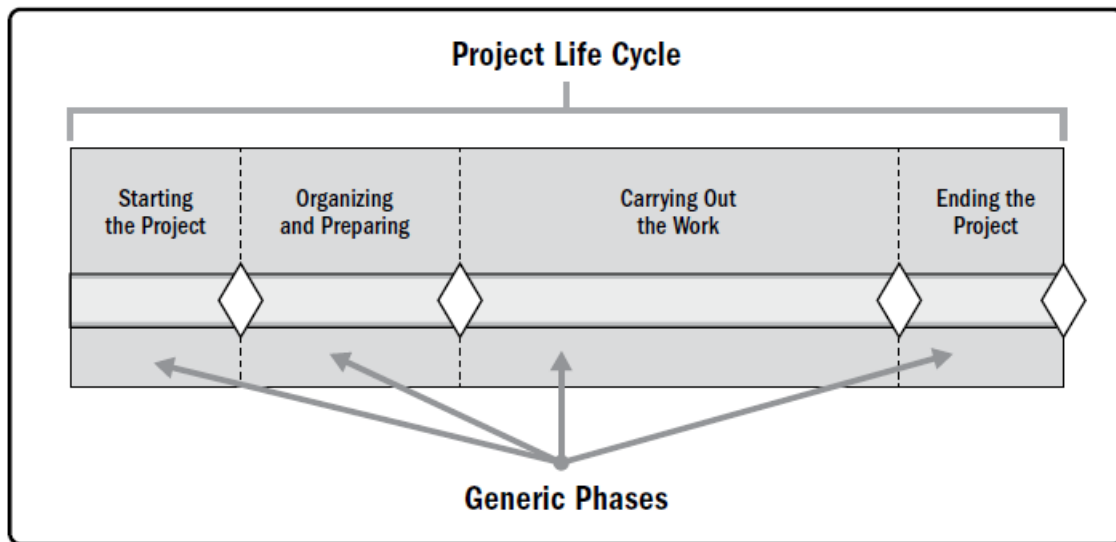 Project Life Cycle
Starting
the Project
Organizing
and Preparing
Carrying Out
the Work
Ending the
Project
Generic Phases